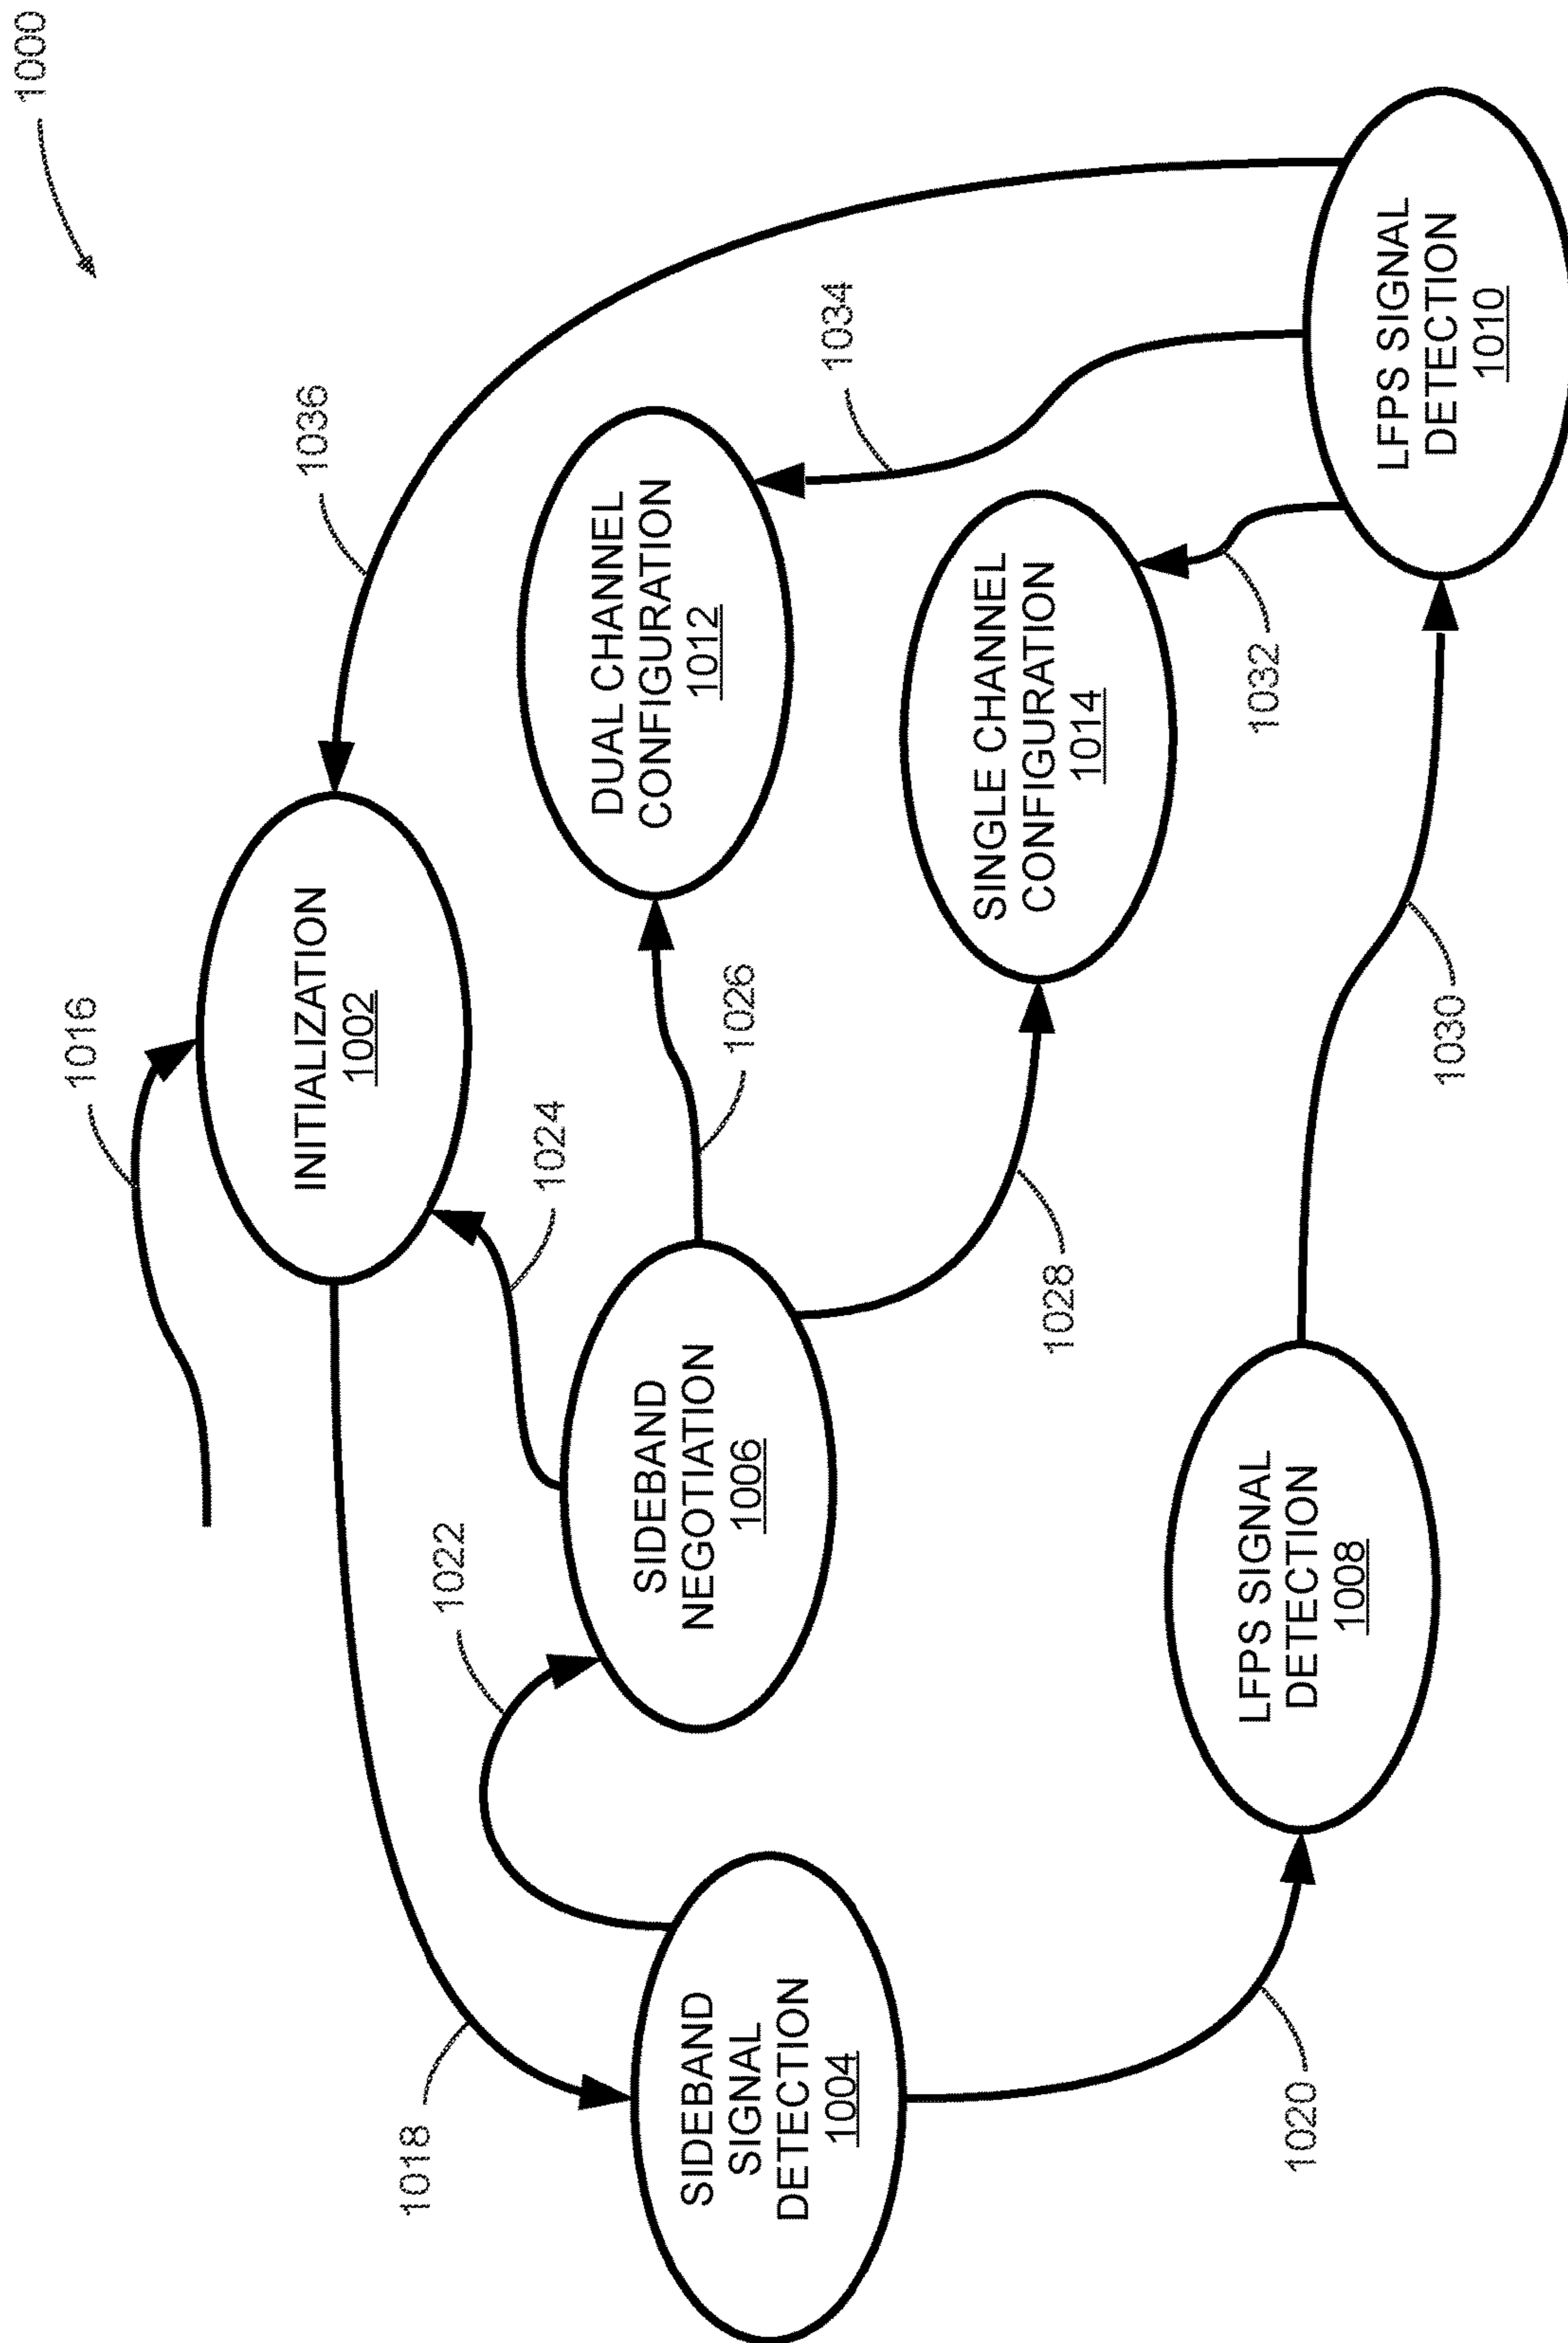 1000
1016
1036
INITIALIZATION
1002
1018
1022
1024
SIDEBAND
NEGOTIATION
1006
1026
DUAL CHANNEL
CONFIGURATION
1012
1034
SIDEBAND
SIGNAL
DETECTION
1004
1028
SINGLE CHANNEL
CONFIGURATION
1014
1032
1020
LFPS SIGNAL
DETECTION
1008
1030
LFPS SIGNAL
DETECTION
1010